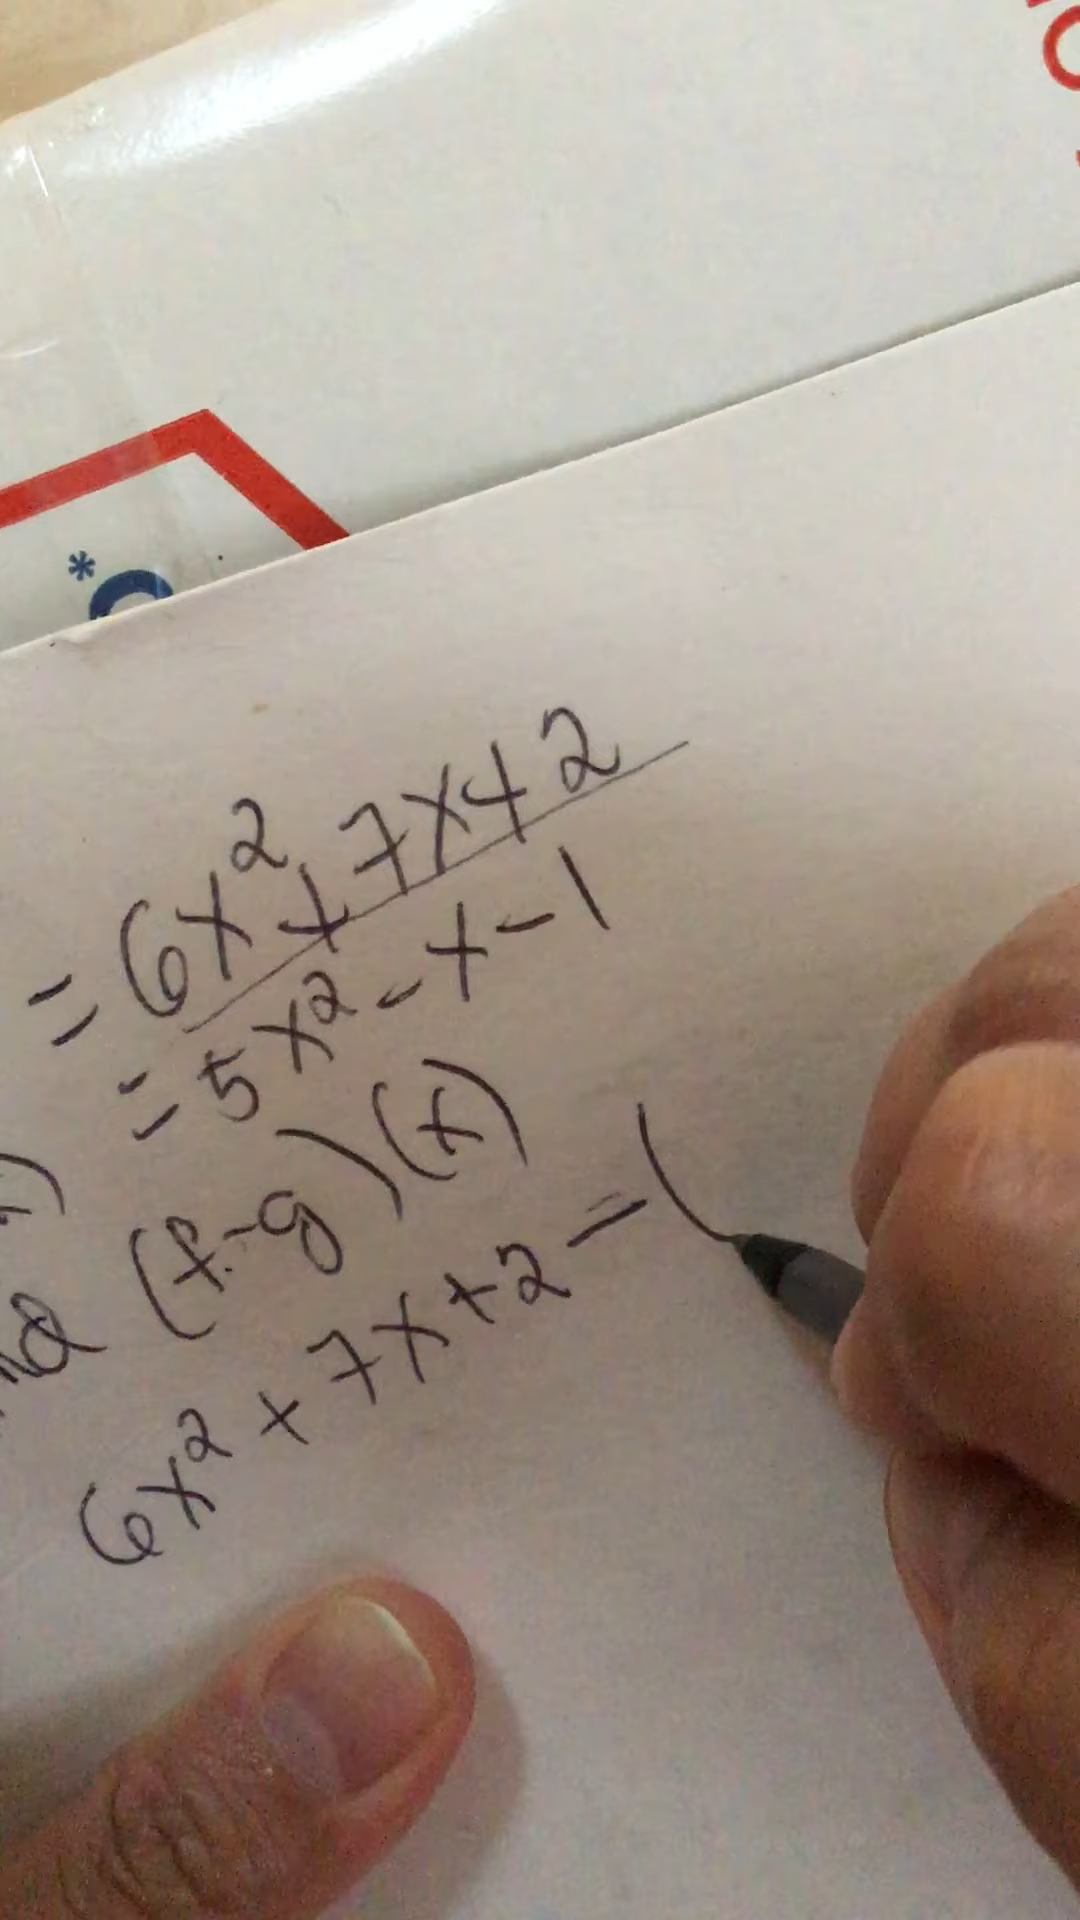 = 6x² + 7x + 2
= 5x² - x - 1
(f-g)(x)
6x² + 7x + 2 = (